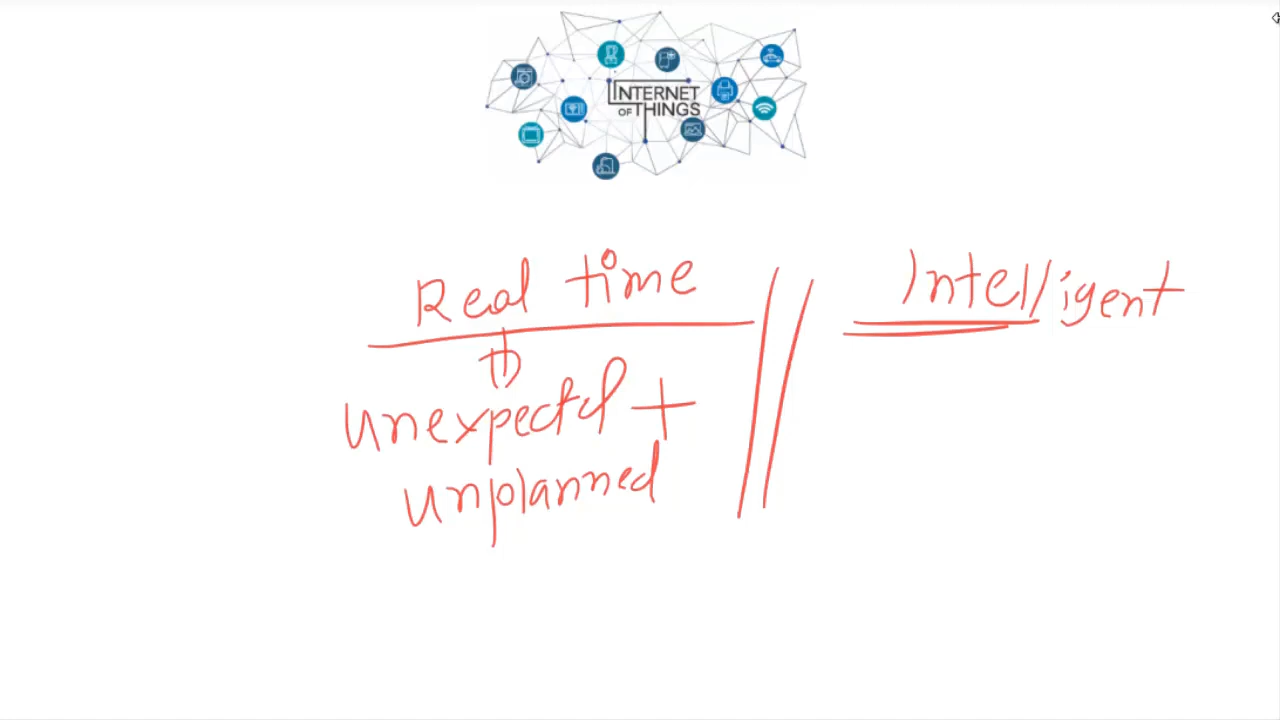 INTERNET
OF THINGS
Real time
Intelligent
unexpected +
unplanned